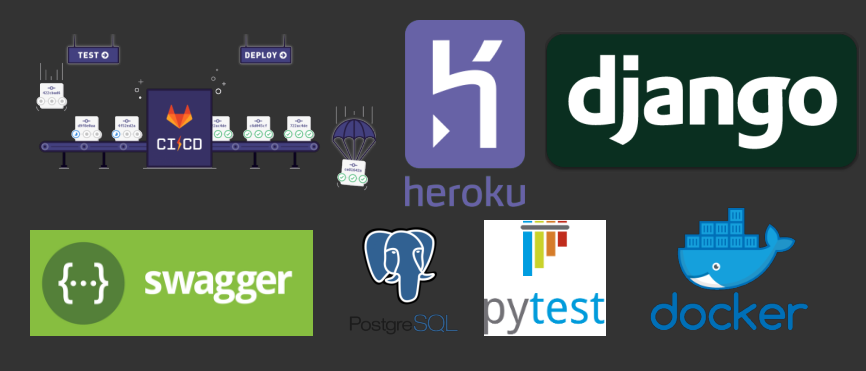 TEST
DEPLOY
CI/CD
heroku
django
swagger
PostgreSQL
pytest
docker